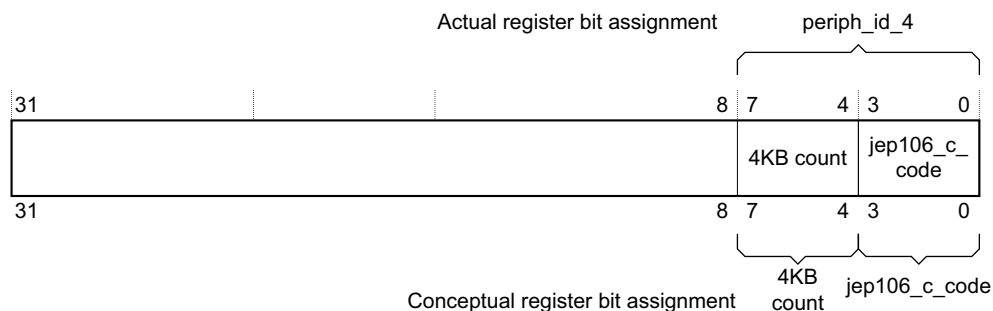 Actual register bit assignment periph_id_4
31 8 7 4 3 0
4KB count jep106_c_
code
31 8 7 4 3 0
4KB
count jep106_c_code
Conceptual register bit assignment